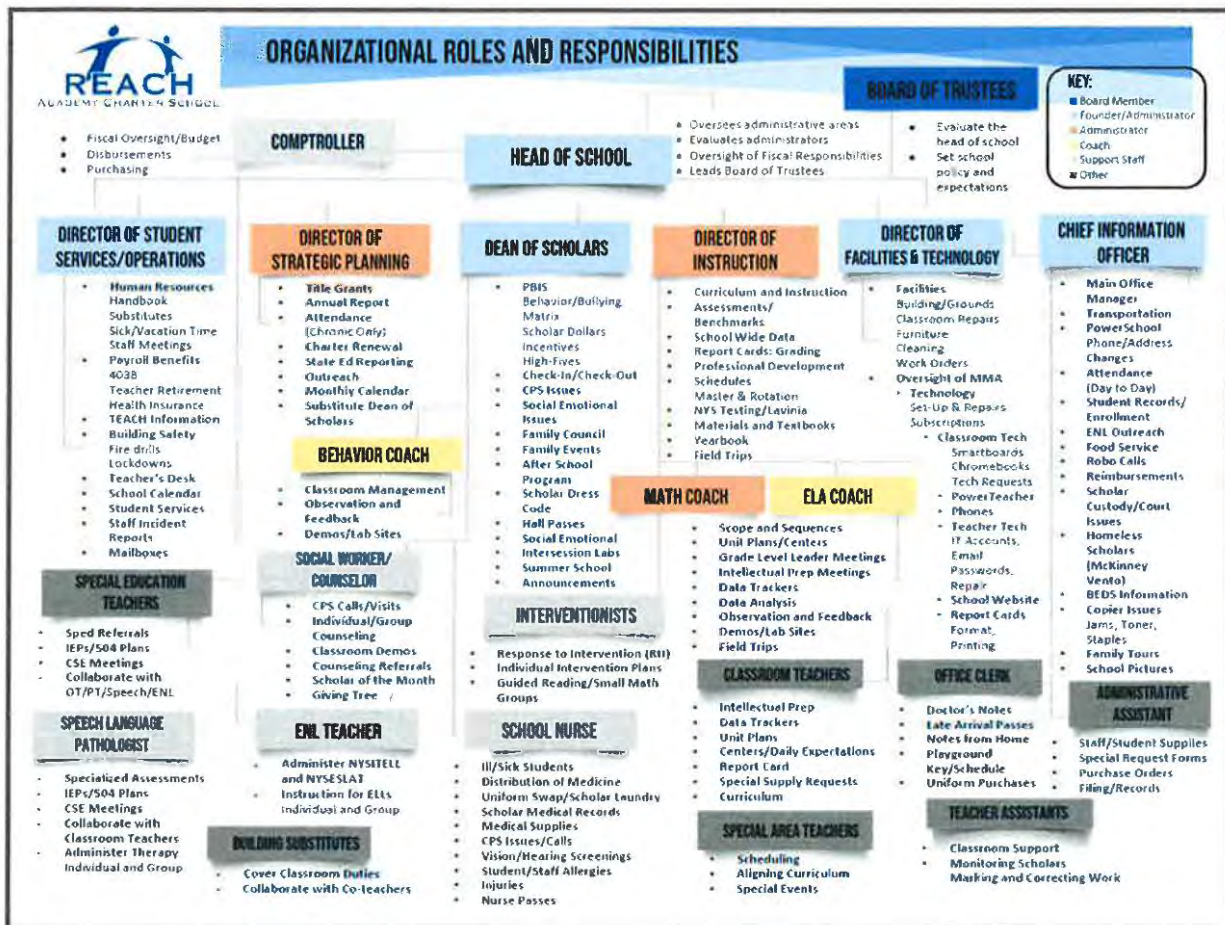 REACH
ACADEMY CHARTER SCHOOL
ORGANIZATIONAL ROLES AND RESPONSIBILITIES
BOARD OF TRUSTEES
• Evaluate the
head of school
• Set school
policy and
expectations
KEY:
Board Member
Founder/Administrator
Administrator
Coach
Support Staff
Other
• Fiscal Oversight/Budget
• Disbursements
• Purchasing
COMPTROLLER
HEAD OF SCHOOL
• Oversees administrative areas
• Evaluates administrators
• Oversight of Fiscal Responsibilities
• Leads Board of Trustees
DIRECTOR OF STUDENT
SERVICES/OPERATIONS
• Human Resources
Handbook
Substitutes
Sick/Vacation Time
Staff Meetings
• Payroll Benefits
403B
Teacher Retirement
Health Insurance
• TEACH Information
• Building Safety
Fire drills
Lockdowns
• Teacher's Desk
• School Calendar
• Student Services
• Staff Incident
Reports
• Mailboxes
SPECIAL EDUCATION
TEACHERS
• Sped Referrals
• IEPs/504 Plans
• CSE Meetings
• Collaborate with
OT/PT/Speech/ENL
SPEECH LANGUAGE
PATHOLOGIST
• Specialized Assessments
• IEPs/504 Plans
• CSE Meetings
• Collaborate with
Classroom Teachers
• Administer Therapy
Individual and Group
DIRECTOR OF
STRATEGIC PLANNING
• Title Grants
• Annual Report
• Attendance
(Chronic Only)
• Charter Renewal
• State Ed Reporting
• Outreach
• Monthly Calendar
• Substitute Dean of
Scholars
BEHAVIOR COACH
• Classroom Management
• Observation and
Feedback
• Demos/Lab Sites
SOCIAL WORKER/
COUNSELOR
• CPS Calls/Visits
• Individual/Group
Counseling
• Classroom Demos
• Counseling Referrals
• Scholar of the Month
• Giving Tree
ENL TEACHER
• Administer NYSITELL
and NYSESLAT
• Instruction for ELLs
Individual and Group
BUILDING SUBSTITUTES
• Cover Classroom Duties
• Collaborate with Co-teachers
DEAN OF SCHOLARS
• PBIS
Behavior/Bullying
Matrix
Scholar Dollars
Incentives
High-Fives
• Check-In/Check-Out
• CPS Issues
• Social Emotional
Issues
• Family Council
• Family Events
• After School
Program
• Scholar Dress
Code
• Hall Passes
• Social Emotional
• Intersession Labs
• Summer School
• Announcements
INTERVENTIONISTS
• Response to Intervention (RtI)
• Individual Intervention Plans
• Guided Reading/Small Math
Groups
SCHOOL NURSE
• Ill/Sick Students
• Distribution of Medicine
• Uniform Swap/Scholar Laundry
• Scholar Medical Records
• Medical Supplies
• CPS Issues/Calls
• Vision/Hearing Screenings
• Student/Staff Allergies
• Injuries
• Nurse Passes
DIRECTOR OF
INSTRUCTION
• Curriculum and Instruction
• Assessments/
Benchmarks
• School Wide Data
• Report Cards: Grading
• Professional Development
• Schedules
Master & Rotation
• NYS Testing/Lavinia
• Materials and Textbooks
• Yearbook
• Field Trips
MATH COACH
ELA COACH
• Scope and Sequences
• Unit Plans/Centers
• Grade Level Leader Meetings
• Intellectual Prep Meetings
• Data Trackers
• Data Analysis
• Observation and Feedback
• Demos/Lab Sites
• Field Trips
CLASSROOM TEACHERS
• Intellectual Prep
• Data Trackers
• Unit Plans
• Centers/Daily Expectations
• Report Card
• Special Supply Requests
• Curriculum
SPECIAL AREA TEACHERS
• Scheduling
• Aligning Curriculum
• Special Events
DIRECTOR OF
FACILITIES & TECHNOLOGY
• Facilities
Building/Grounds
Classroom Repairs
Furniture
Cleaning
Work Orders
• Oversight of MMA
• Technology
Set-Up & Repairs
Subscriptions
• Classroom Tech
Smartboards
Chromebooks
Tech Requests
• PowerTeacher
• Phones
• Teacher Tech
IT Accounts,
Email
Passwords,
Repair
• School Website
• Report Cards
Format,
Printing
OFFICE CLERK
• Doctor's Notes
• Late Arrival Passes
• Notes from Home
• Playground
Key/Schedule
• Uniform Purchases
TEACHER ASSISTANTS
• Classroom Support
• Monitoring Scholars
Marking and Correcting Work
CHIEF INFORMATION
OFFICER
• Main Office
Manager
• Transportation
• PowerSchool
Phone/Address
Changes
• Attendance
(Day to Day)
• Student Records/
Enrollment
• ENL Outreach
• Food Service
• Robo Calls
• Reimbursements
• Scholar
Custody/Court
Issues
• Homeless
Scholars
(McKinney
Vento)
• BEDS Information
• Copier Issues
Jams, Toner,
Staples
• Family Tours
• School Pictures
ADMINISTRATIVE
ASSISTANT
• Staff/Student Supplies
• Special Request Forms
• Purchase Orders
• Filing/Records